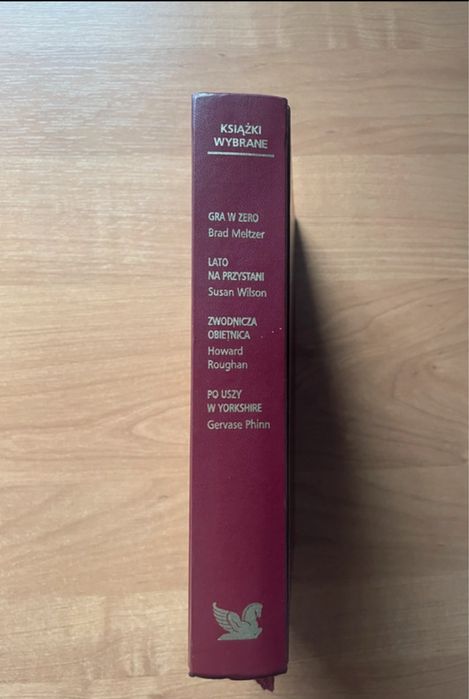 KSIĄŻKI
WYBRANE
GRA W ZERO
Brad Meltzer
LATO
NA PRZYSTANI
Susan Wilson
ZWODNICZA
OBIETNICA
Howard
Roughan
PO USZY
W YORKSHIRE
Gervase Phinn